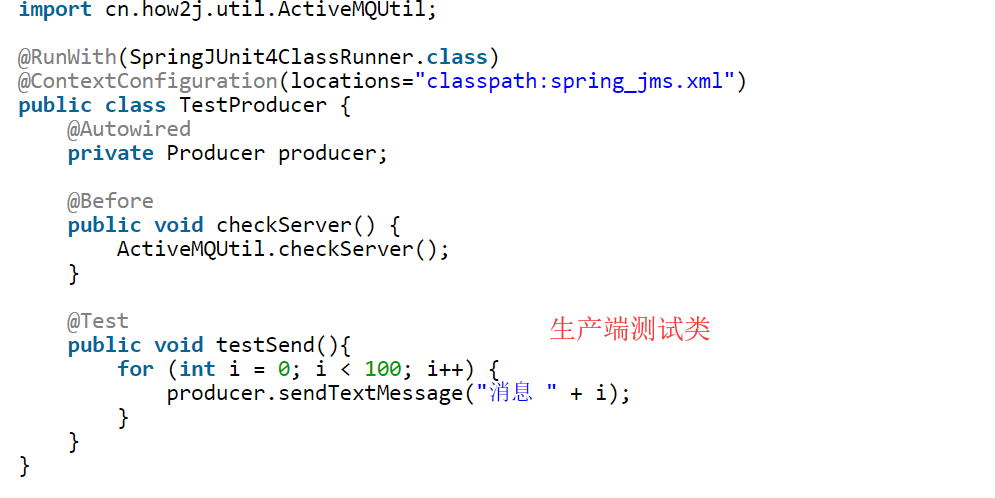 import cn.how2j.util.ActiveMQUtil;
@RunWith(SpringJUnit4ClassRunner.class)
@ContextConfiguration(locations="classpath:spring_jms.xml")
public class TestProducer {
@Autowired
private Producer producer;
@Before
public void checkServer() {
ActiveMQUtil.checkServer();
}
@Test
生产端测试类
public void testSend(){
for (int i = 0; i < 100; i++) {
producer.sendTextMessage("消息 " + i);
}
}
}